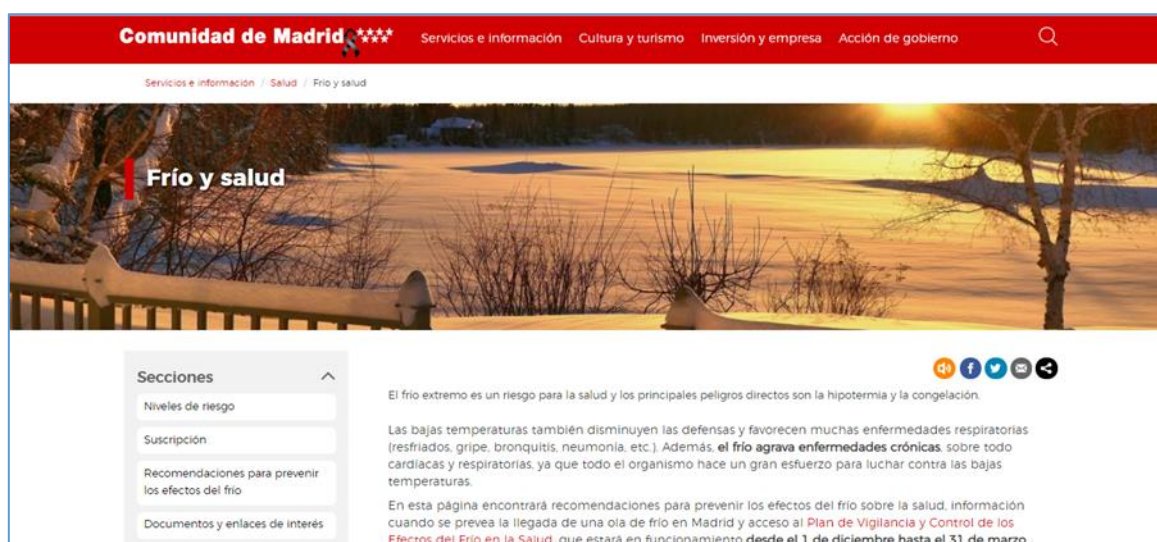 Comunidad de Madrid
Servicios e información Cultura y turismo Inversión y empresa Acción de gobierno
Servicios e información / Salud / Frío y salud
Frío y salud
Secciones
Niveles de riesgo
Suscripción
Recomendaciones para prevenir
los efectos del frío
Documentos y enlaces de interés
El frío extremo es un riesgo para la salud y los principales peligros directos son la hipotermia y la congelación.
Las bajas temperaturas también disminuyen las defensas y favorecen muchas enfermedades respiratorias
(resfriados, gripe, bronquitis, neumonía, etc.). Además, el frío agrava enfermedades crónicas, sobre todo
cardíacas y respiratorias, ya que todo el organismo hace un gran esfuerzo para luchar contra las bajas
temperaturas.
En esta página encontrará recomendaciones para prevenir los efectos del frío sobre la salud, información
cuando se prevea la llegada de una ola de frío en Madrid y acceso al Plan de Vigilancia y Control de los
Efectos del Frío en la Salud, que estará en funcionamiento desde el 1 de diciembre hasta el 31 de marzo